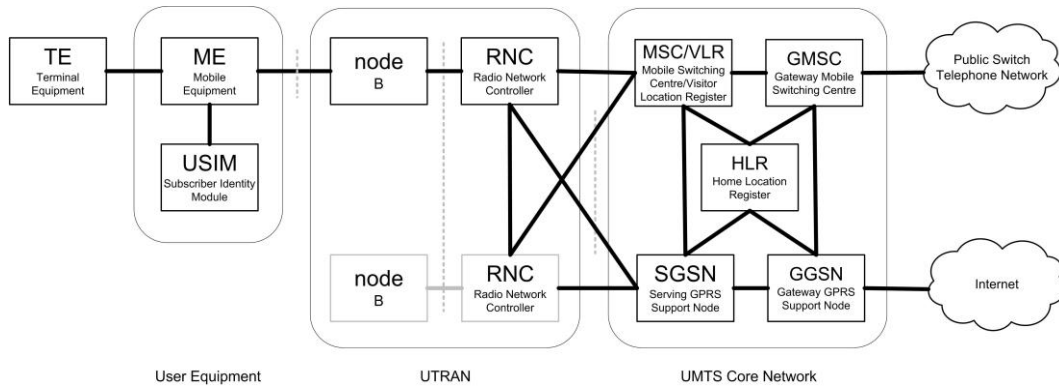 TE
Terminal
Equipment
ME
Mobile
Equipment
USIM
Subscriber Identity
Module
node
B
RNC
Radio Network
Controller
node
B
RNC
Radio Network
Controller
MSC/VLR
Mobile Switching
Centre/Visitor
Location Register
GMSC
Gateway Mobile
Switching Centre
HLR
Home Location
Register
SGSN
Serving GPRS
Support Node
GGSN
Gateway GPRS
Support Node
Public Switch
Telephone Network
Internet
User Equipment
UTRAN
UMTS Core Network